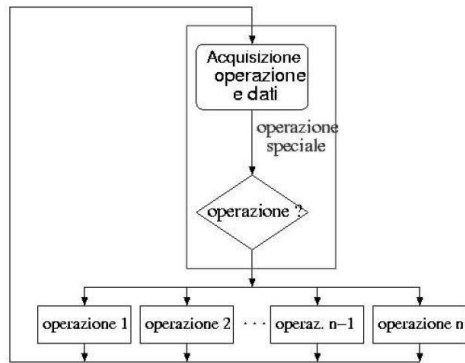 Acquisizione
operazione
e dati
operazione
speciale
operazione ?
operazione 1
operazione 2
· · ·
operaz. n−1
operazione n